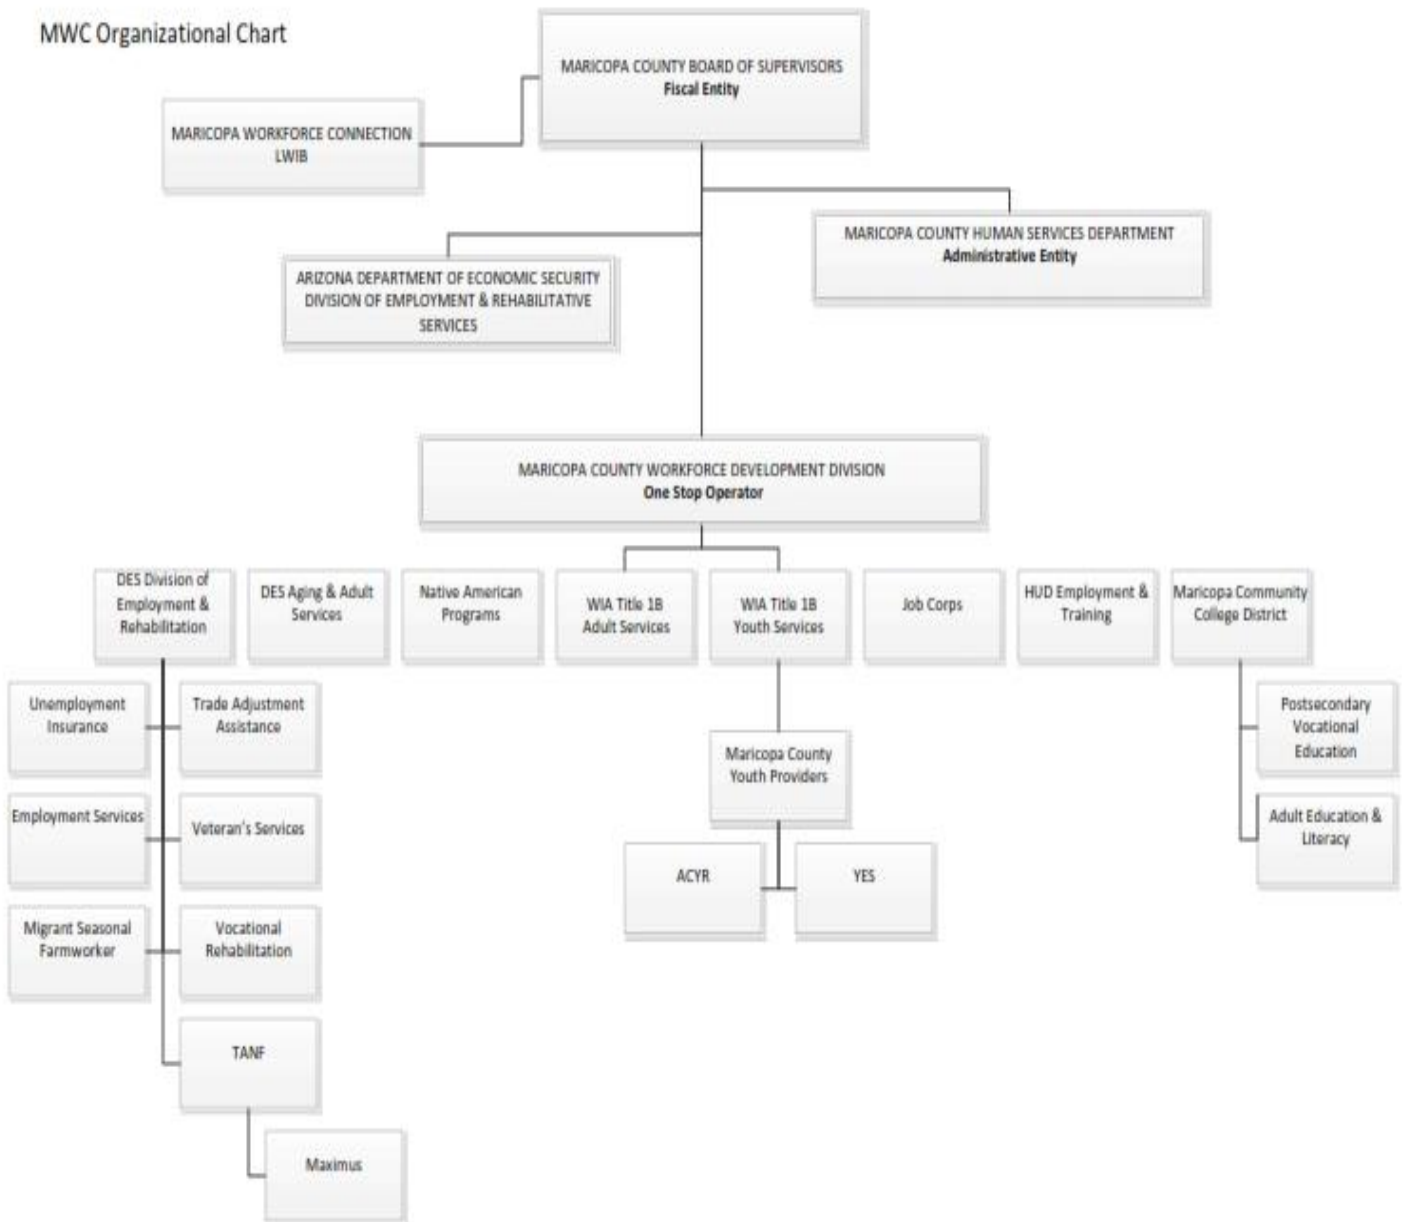 MWC Organizational Chart
MARICOPA COUNTY BOARD OF SUPERVISORS
Fiscal Entity
MARICOPA WORKFORCE CONNECTION
LWIB
MARICOPA COUNTY HUMAN SERVICES DEPARTMENT
Administrative Entity
ARIZONA DEPARTMENT OF ECONOMIC SECURITY
DIVISION OF EMPLOYMENT & REHABILITATIVE
SERVICES
MARICOPA COUNTY WORKFORCE DEVELOPMENT DIVISION
One Stop Operator
DES Division of
Employment &
Rehabilitation
DES Aging & Adult
Services
Native American
Programs
WIA Title 1B
Adult Services
WIA Title 1B
Youth Services
Job Corps
HUD Employment &
Training
Maricopa Community
College District
Unemployment
Insurance
Trade Adjustment
Assistance
Maricopa County
Youth Providers
Postsecondary
Vocational
Education
Employment Services
Veteran's Services
Adult Education &
Literacy
ACYR
YES
Migrant Seasonal
Farmworker
Vocational
Rehabilitation
TANF
Maximus